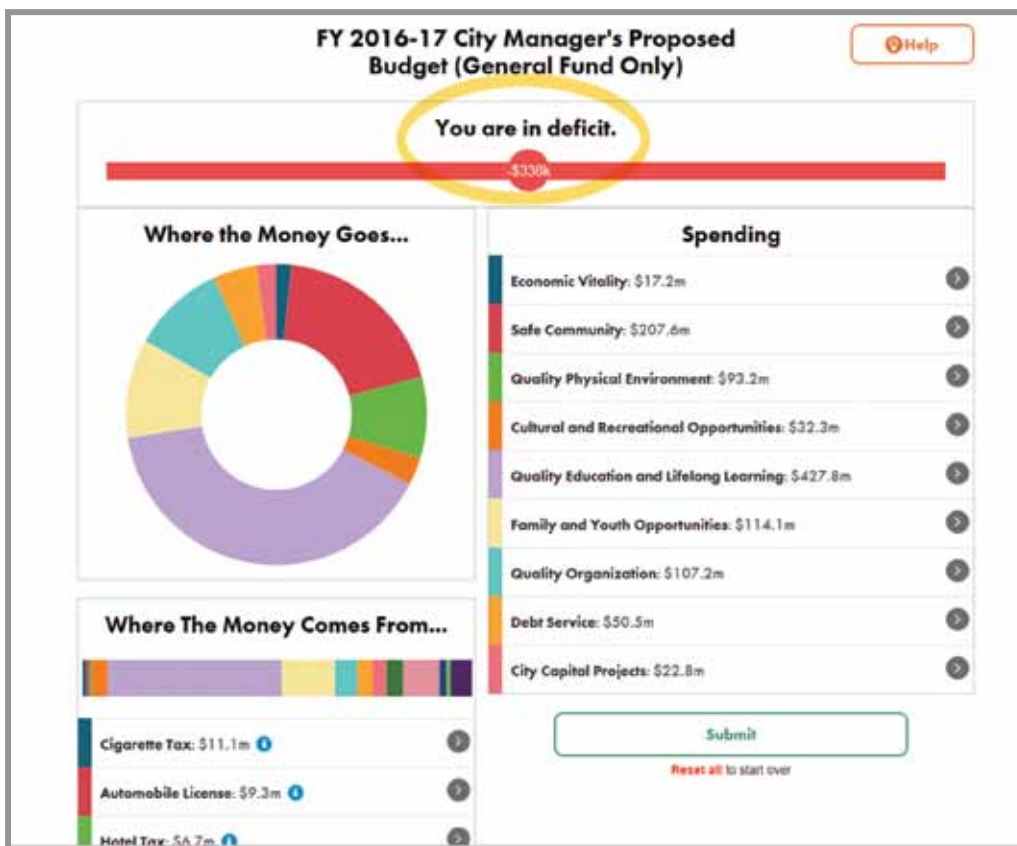 FY 2016-17 City Manager's Proposed
Budget (General Fund Only)
Help
You are in deficit.
-$338k
Where the Money Goes...
Spending
Economic Vitality: $17.2m
Safe Community: $207.6m
Quality Physical Environment: $93.2m
Cultural and Recreational Opportunities: $32.3m
Quality Education and Lifelong Learning: $427.8m
Family and Youth Opportunities: $114.1m
Quality Organization: $107.2m
Debt Service: $50.5m
City Capital Projects: $22.8m
Submit
Reset all to start over
Where The Money Comes From...
Cigarette Tax: $11.1m
Automobile License: $9.3m
Hotel Tax: $6.7m